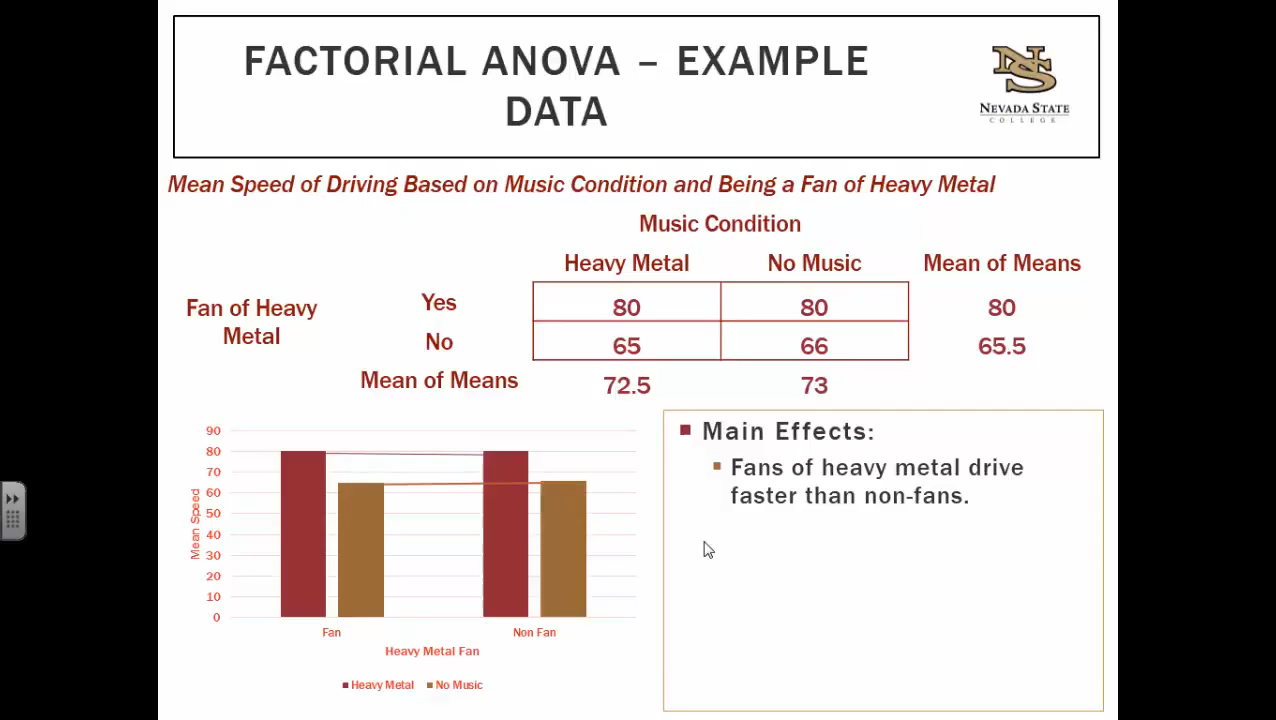 FACTORIAL ANOVA – EXAMPLE
DATA
NS
NEVADA STATE
COLLEGE
Mean Speed of Driving Based on Music Condition and Being a Fan of Heavy Metal
Music Condition
Heavy Metal No Music Mean of Means
Fan of Heavy
Metal
Yes 80 80 80
No 65 66 65.5
Mean of Means 72.5 73
90
80
70
60
50
40
30
20
10
0
Mean Speed
Fan Non Fan
Heavy Metal Fan
Heavy Metal No Music
Main Effects:
Fans of heavy metal drive
faster than non-fans.